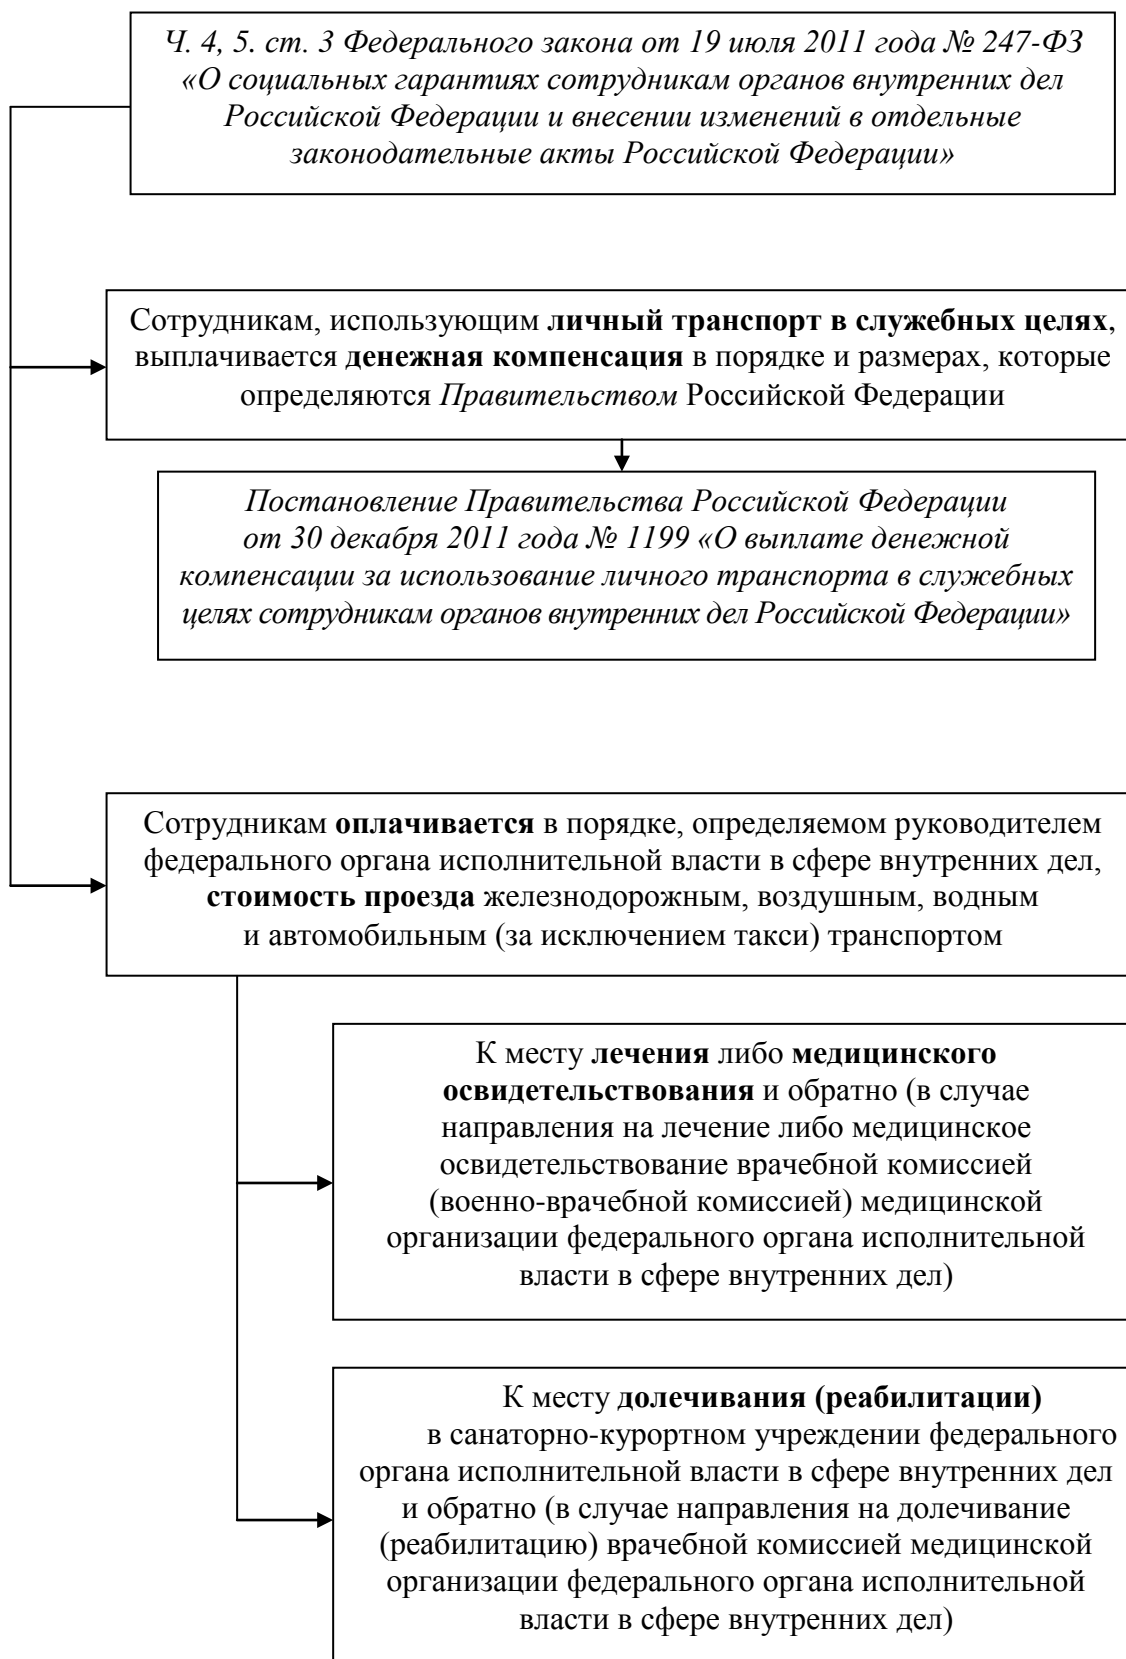 Ч. 4, 5. ст. 3 Федерального закона от 19 июля 2011 года № 247-ФЗ
«О социальных гарантиях сотрудникам органов внутренних дел
Российской Федерации и внесении изменений в отдельные
законодательные акты Российской Федерации»
Сотрудникам, использующим личный транспорт в служебных целях,
выплачивается денежная компенсация в порядке и размерах, которые
определяются Правительством Российской Федерации
Постановление Правительства Российской Федерации
от 30 декабря 2011 года № 1199 «О выплате денежной
компенсации за использование личного транспорта в служебных
целях сотрудникам органов внутренних дел Российской Федерации»
Сотрудникам оплачивается в порядке, определяемом руководителем
федерального органа исполнительной власти в сфере внутренних дел,
стоимость проезда железнодорожным, воздушным, водным
и автомобильным (за исключением такси) транспортом
К месту лечения либо медицинского
освидетельствования и обратно (в случае
направления на лечение либо медицинское
освидетельствование врачебной комиссией
(военно-врачебной комиссией) медицинской
организации федерального органа исполнительной
власти в сфере внутренних дел)
К месту долечивания (реабилитации)
в санаторно-курортном учреждении федерального
органа исполнительной власти в сфере внутренних дел
и обратно (в случае направления на долечивание
(реабилитацию) врачебной комиссией медицинской
организации федерального органа исполнительной
власти в сфере внутренних дел)